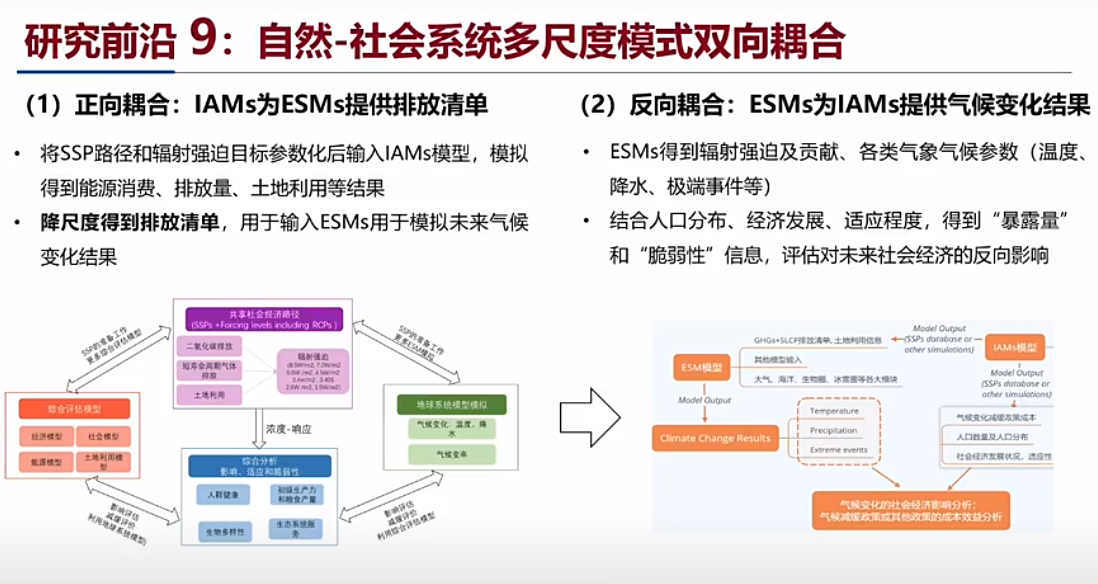 研究前沿 9：自然-社会系统多尺度模式双向耦合
（1）正向耦合：IAMs为ESMs提供排放清单
• 将SSP路径和辐射强迫目标参数化后输入IAMs模型，模拟
得到能源消费、排放量、土地利用等结果
• 降尺度得到排放清单，用于输入ESMs用于模拟未来气候
变化结果
（2）反向耦合：ESMs为IAMs提供气候变化结果
• ESMs得到辐射强迫及贡献、各类气象气候参数（温度、
降水、极端事件等）
• 结合人口分布、经济发展、适应程度，得到“暴露量”
和“脆弱性”信息，评估对未来社会经济的反向影响
共享社会经济路径
(SSPs +Forcing levels including RCPs )
二氧化碳排放
短寿命周期气体
排放
土地利用
辐射强迫
SSP的准备工作
更多综合评估模型
SSP的准备工作
更多ESM模拟
综合评估模型
经济模型
社会模型
能源模型
土地利用模
型
浓度-响应
地球系统模型模拟
气候变化：温度、降
水
气候变率
综合分析
影响、适应和脆弱性
人群健康
初级生产力
和粮食产量
生物多样性
生态系统服
务
影响评估
减缓评价
利用地球系统模型
影响评估
减缓评价
利用综合评估模型
ESM模型
GHGs+SLCF排放清单, 土地利用信息
其他模型输入
大气、海洋、生物圈、冰雪圈等各大模块
Model Output
(SSPs database or
other simulations)
IAMs模型
Model Output
(SSPs database or
other simulations)
Model Output
Climate Change Results
Temperature
Precipitation
Extreme events
气候变化减缓政策成本
人口数量及人口分布
社会经济发展状况、适应性
气候变化的社会经济影响分析；
气候减缓政策或其他政策的成本效益分析